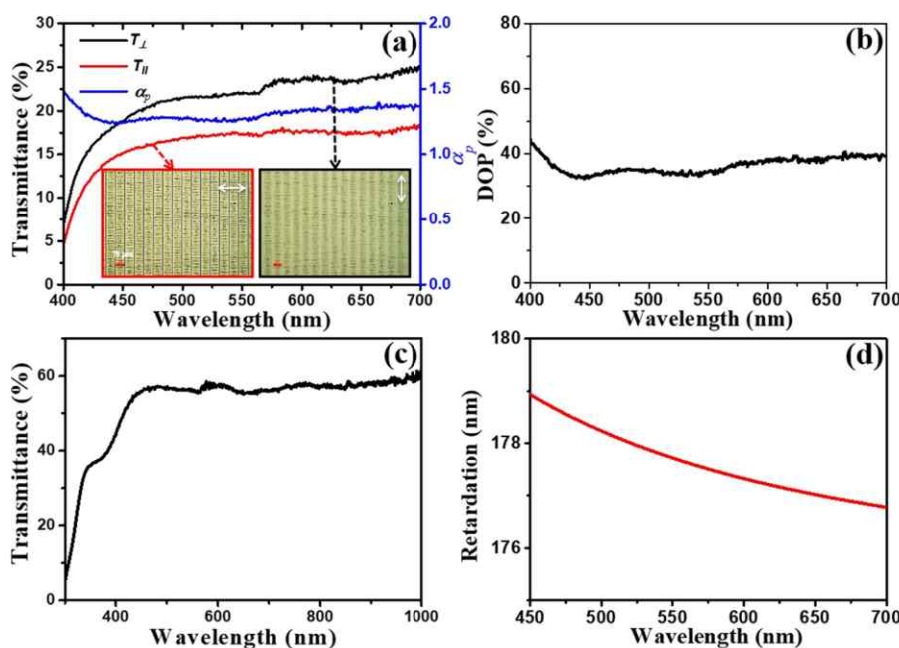 (a)
T⊥
T||
αp
Transmittance (%)
30
25
20
15
10
5
0
2.0
1.5
1.0
0.5
0.0
αp
400 450 500 550 600 650 700
Wavelength (nm)
(b)
DOP (%)
80
60
40
20
0
400 450 500 550 600 650 700
Wavelength (nm)
(c)
Transmittance (%)
60
40
20
0
400 600 800 1000
Wavelength (nm)
(d)
Retardation (nm)
180
178
176
450 500 550 600 650 700
Wavelength (nm)